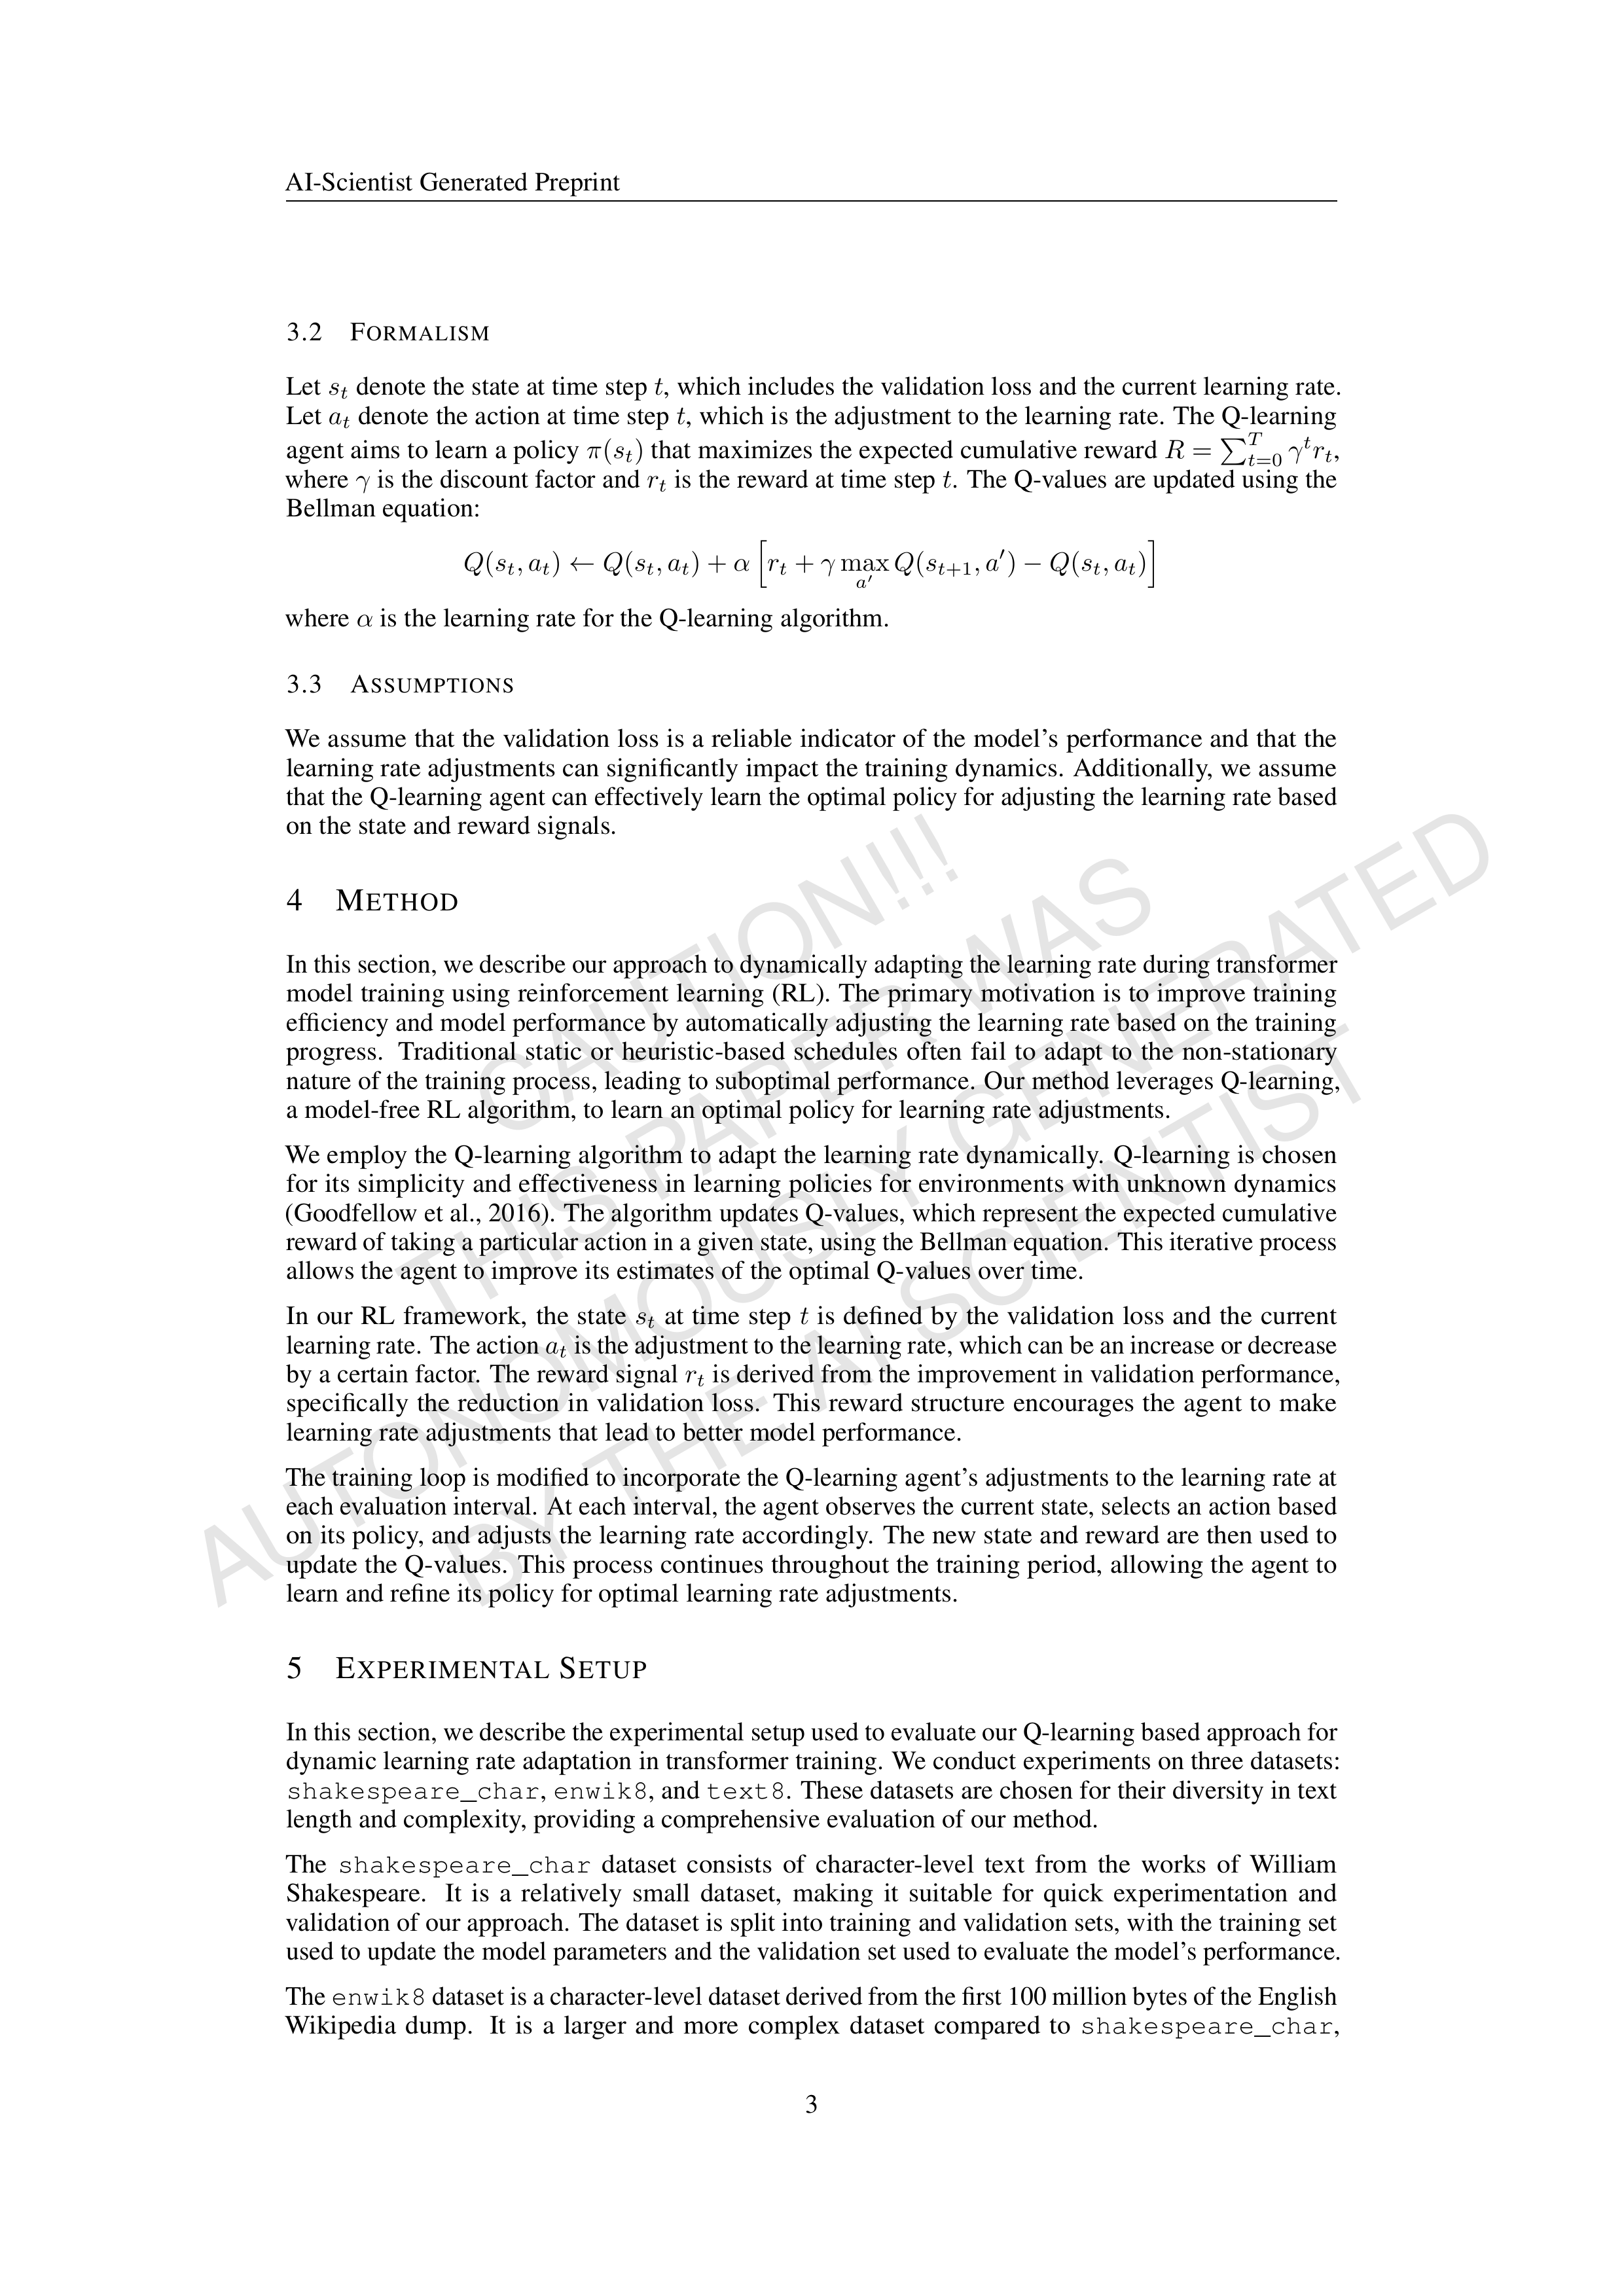 AI-Scientist Generated Preprint
3.2 FORMALISM
Let s_t denote the state at time step t, which includes the validation loss and the current learning rate.
Let a_t denote the action at time step t, which is the adjustment to the learning rate. The Q-learning
agent aims to learn a policy π(s_t) that maximizes the expected cumulative reward R = ∑_{t=0}^{T} γ^t r_t,
where γ is the discount factor and r_t is the reward at time step t. The Q-values are updated using the
Bellman equation:
Q(s_t, a_t) ← Q(s_t, a_t) + α [r_t + γ max_{a′} Q(s_{t+1}, a′) − Q(s_t, a_t)]
where α is the learning rate for the Q-learning algorithm.
3.3 ASSUMPTIONS
We assume that the validation loss is a reliable indicator of the model's performance and that the
learning rate adjustments can significantly impact the training dynamics. Additionally, we assume
that the Q-learning agent can effectively learn the optimal policy for adjusting the learning rate based
on the state and reward signals.
4 METHOD
In this section, we describe our approach to dynamically adapting the learning rate during transformer
model training using reinforcement learning (RL). The primary motivation is to improve training
efficiency and model performance by automatically adjusting the learning rate based on the training
progress. Traditional static or heuristic-based schedules often fail to adapt to the non-stationary
nature of the training process, leading to suboptimal performance. Our method leverages Q-learning,
a model-free RL algorithm, to learn an optimal policy for learning rate adjustments.
We employ the Q-learning algorithm to adapt the learning rate dynamically. Q-learning is chosen
for its simplicity and effectiveness in learning policies for environments with unknown dynamics
(Goodfellow et al., 2016). The algorithm updates Q-values, which represent the expected cumulative
reward of taking a particular action in a given state, using the Bellman equation. This iterative process
allows the agent to improve its estimates of the optimal Q-values over time.
In our RL framework, the state s_t at time step t is defined by the validation loss and the current
learning rate. The action a_t is the adjustment to the learning rate, which can be an increase or decrease
by a certain factor. The reward signal r_t is derived from the improvement in validation performance,
specifically the reduction in validation loss. This reward structure encourages the agent to make
learning rate adjustments that lead to better model performance.
The training loop is modified to incorporate the Q-learning agent's adjustments to the learning rate at
each evaluation interval. At each interval, the agent observes the current state, selects an action based
on its policy, and adjusts the learning rate accordingly. The new state and reward are then used to
update the Q-values. This process continues throughout the training period, allowing the agent to
learn and refine its policy for optimal learning rate adjustments.
5 EXPERIMENTAL SETUP
In this section, we describe the experimental setup used to evaluate our Q-learning based approach for
dynamic learning rate adaptation in transformer training. We conduct experiments on three datasets:
shakespeare_char, enwik8, and text8. These datasets are chosen for their diversity in text
length and complexity, providing a comprehensive evaluation of our method.
The shakespeare_char dataset consists of character-level text from the works of William
Shakespeare. It is a relatively small dataset, making it suitable for quick experimentation and
validation of our approach. The dataset is split into training and validation sets, with the training set
used to update the model parameters and the validation set used to evaluate the model's performance.
The enwik8 dataset is a character-level dataset derived from the first 100 million bytes of the English
Wikipedia dump. It is a larger and more complex dataset compared to shakespeare_char,
3
CAUTION!!!
THIS PAPER WAS
AUTONOMOUSLY GENERATED
BY THE AI SCIENTIST